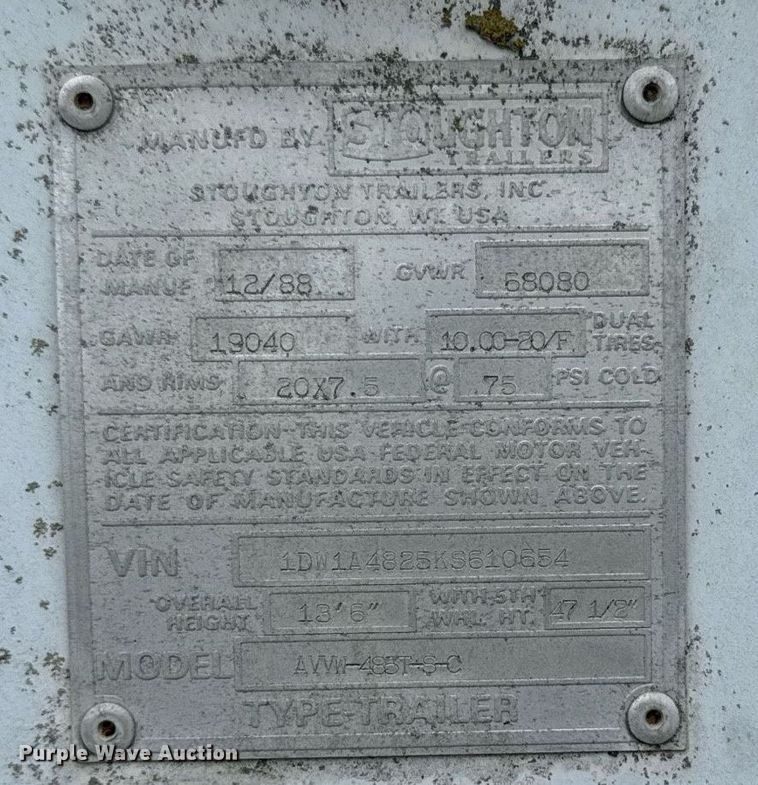 MANUFD BY STOUGHTON
TRAILERS
STOUGHTON TRAILERS, INC.
STOUGHTON, WI. USA
DATE OF MANUF 12/88 GVWR 68080
GAWR 19040 WITH 10.00-20/F DUAL TIRES
AND RIMS 20X7.5 @ 75 PSI COLD
CERTIFICATION-THIS VEHICLE CONFORMS TO
ALL APPLICABLE USA FEDERAL MOTOR VEH-
ICLE SAFETY STANDARDS IN EFFECT ON THE
DATE OF MANUFACTURE SHOWN ABOVE.
VIN 1DW1A4825KS610654
OVERALL HEIGHT 13'6" WITH 5TH WHL. HT. 47 1/2"
MODEL AVVW-485T-S-C
TYPE-TRAILER
Purple Wave Auction